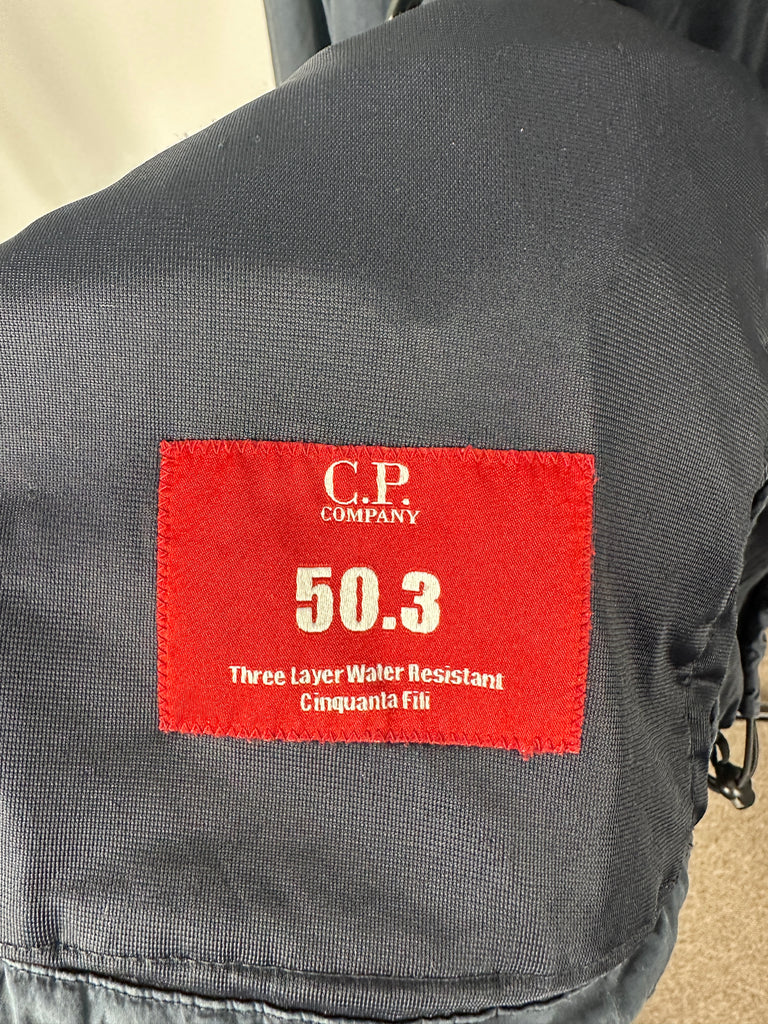 C.P.
COMPANY
50.3
Three Layer Water Resistant
Cinquanta Fili